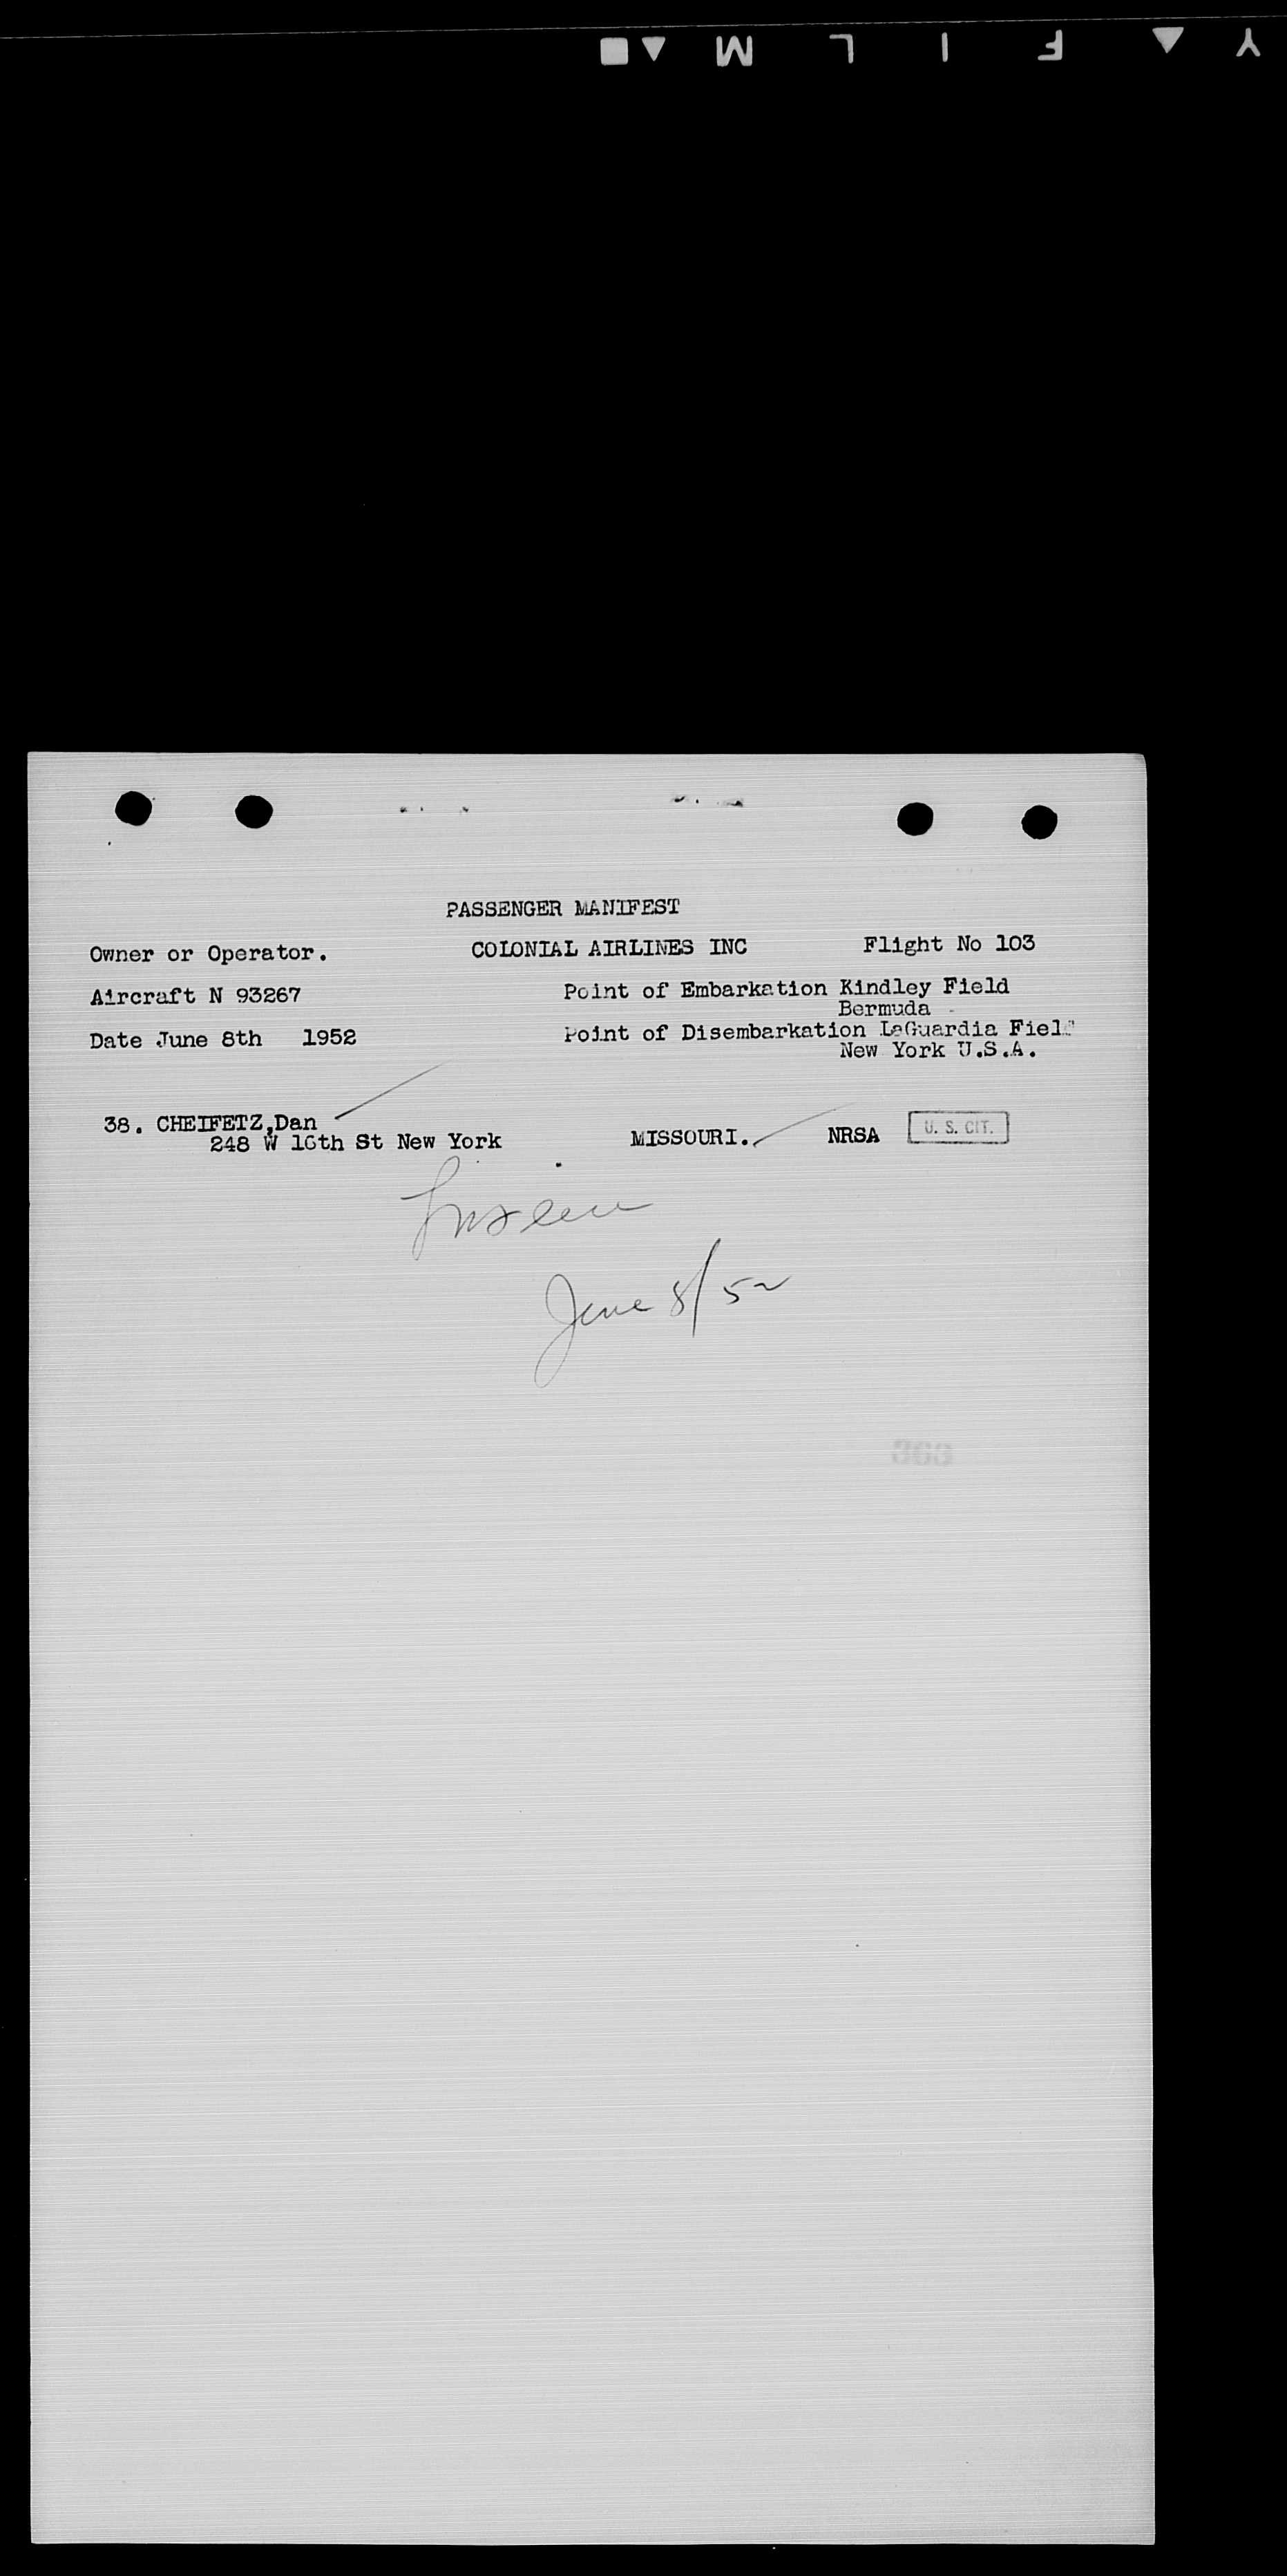 PASSENGER MANIFEST
Owner or Operator. COLONIAL AIRLINES INC Flight No 103
Aircraft N 93267 Point of Embarkation Kindley Field
Bermuda
Date June 8th 1952 Point of Disembarkation LaGuardia Field
New York U.S.A.
38. CHEIFETZ,Dan
248 W 16th St New York MISSOURI. NRSA U. S. CIT.
June 8/52
363